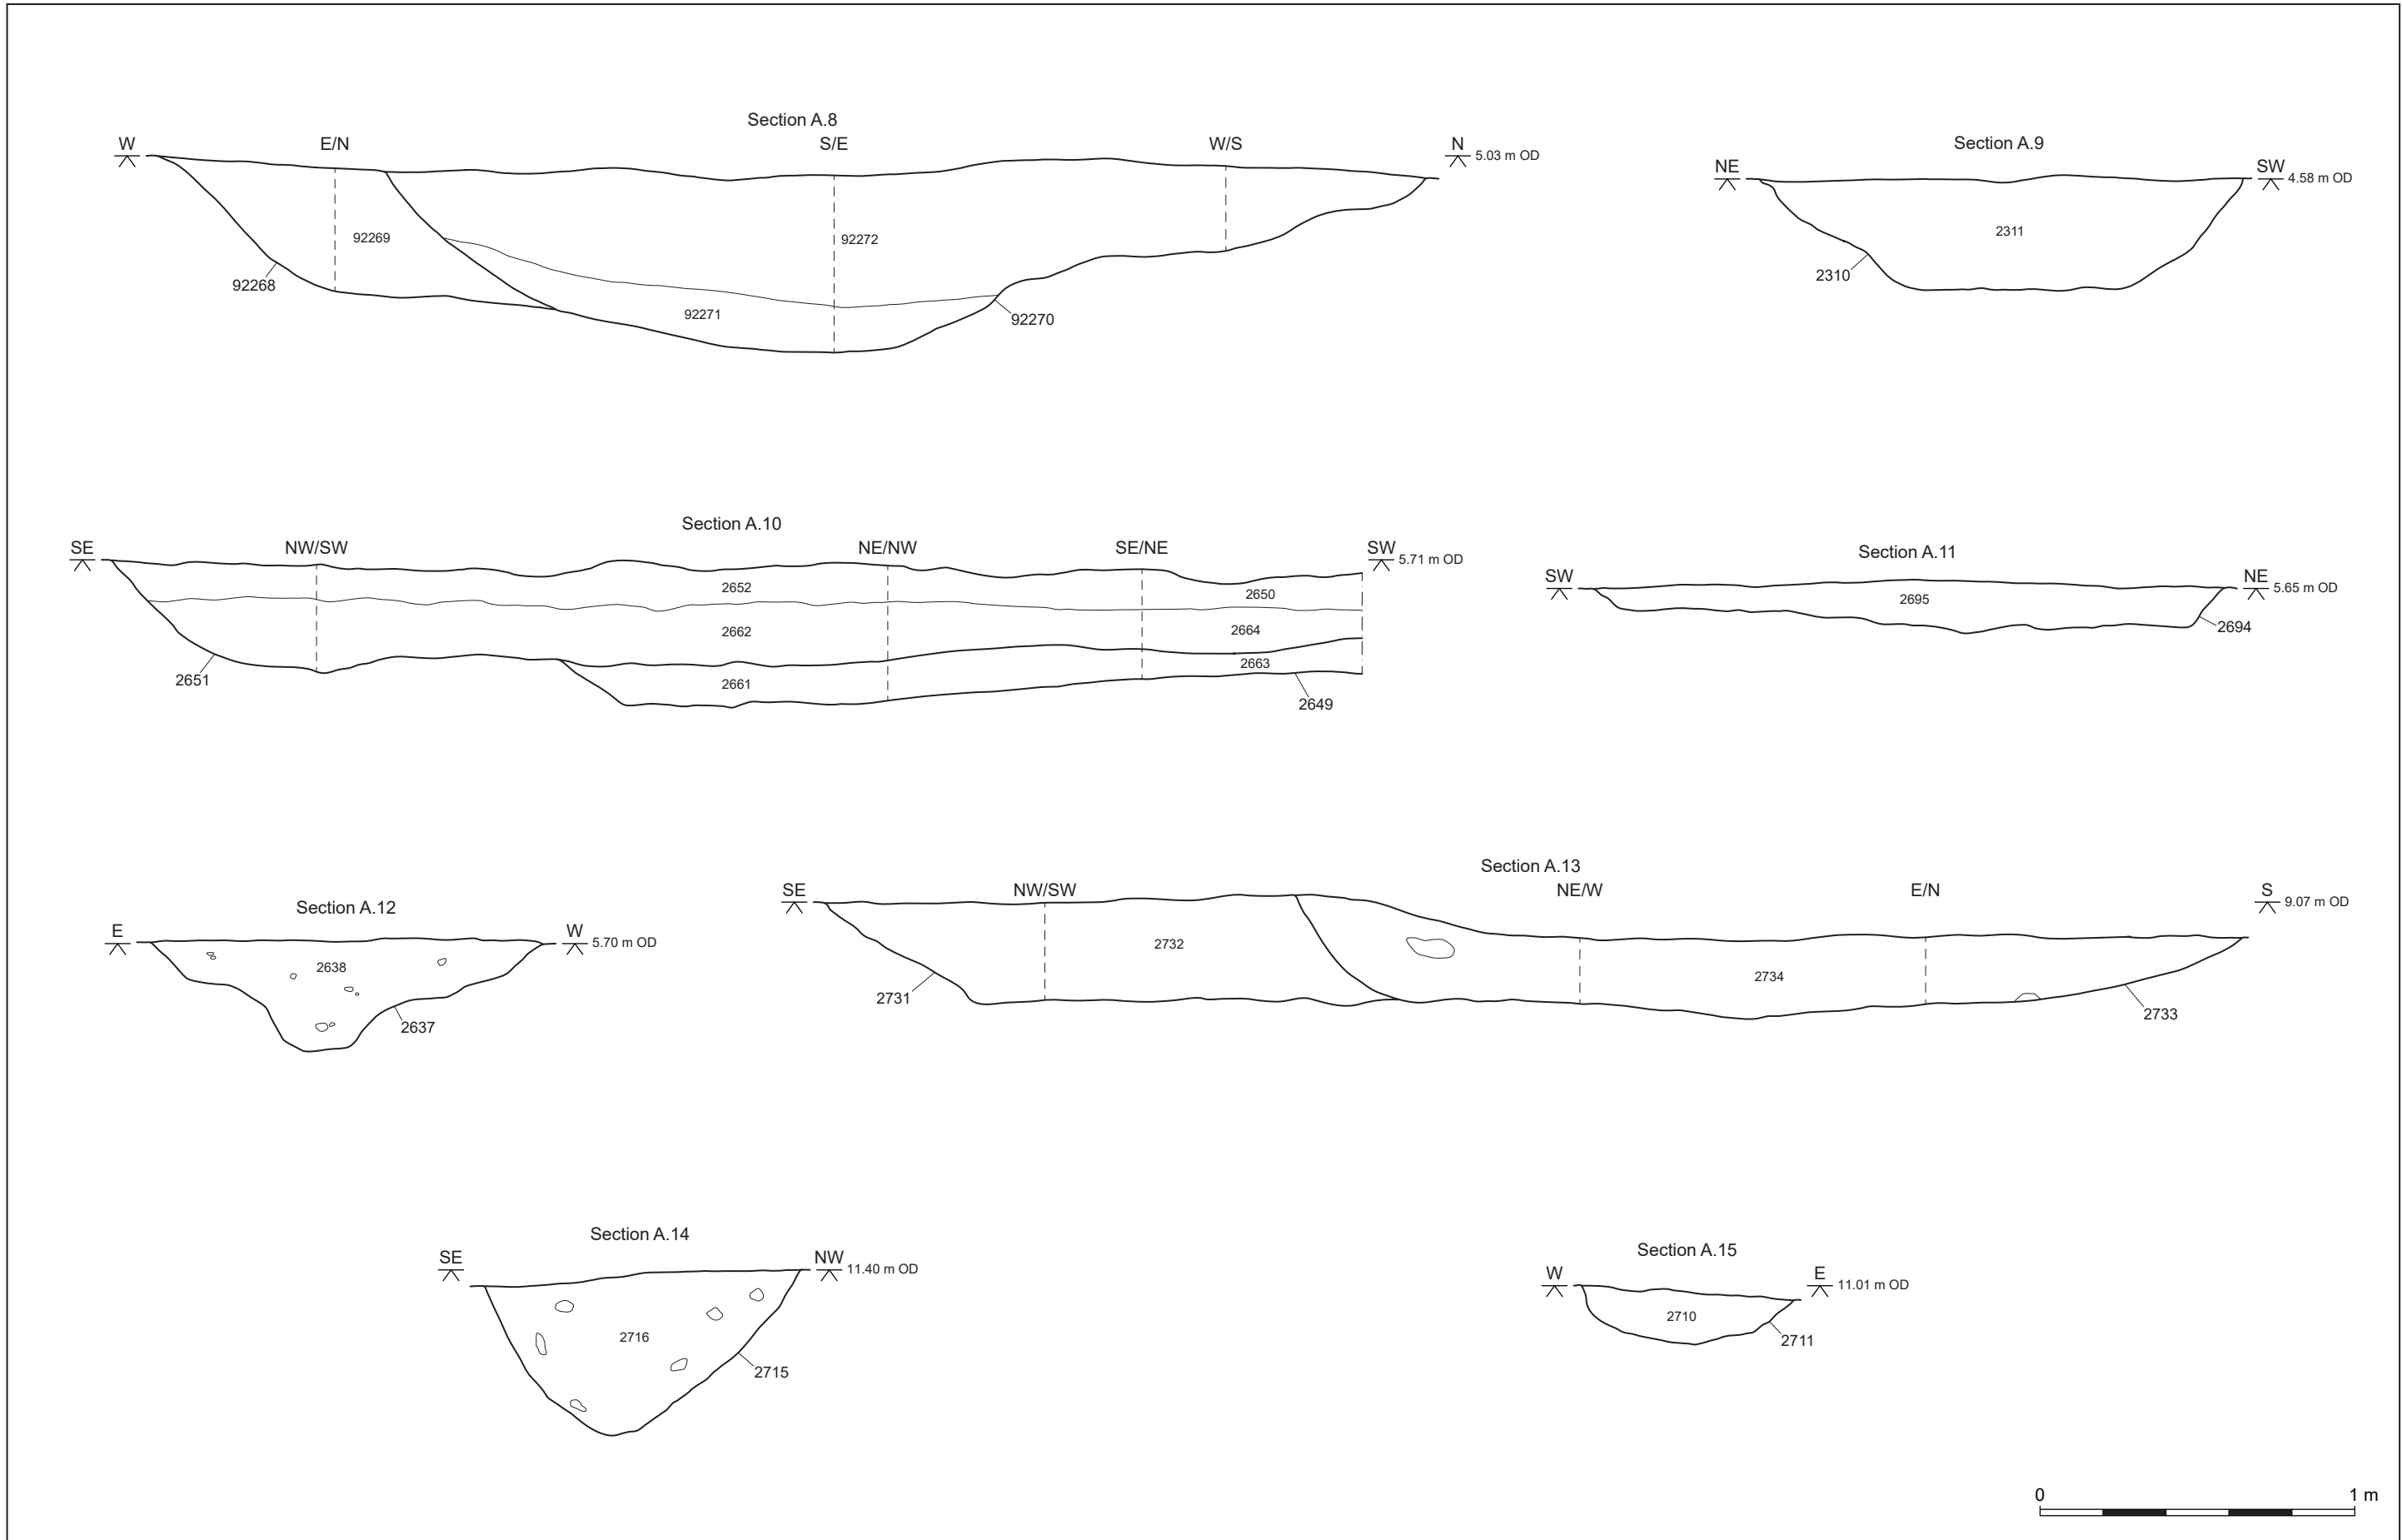 Section A.8
W E/N S/E W/S N 5.03 m OD
92269
92272
92268
92271
92270
Section A.9
NE SW 4.58 m OD
2311
2310
Section A.10
SE NW/SW NE/NW SE/NE SW 5.71 m OD
2652 2650
2662 2664
2663
2651 2661
2649
Section A.11
SW NE 5.65 m OD
2695
2694
Section A.12
E W 5.70 m OD
2638
2637
Section A.13
SE NW/SW NE/W E/N S 9.07 m OD
2732
2734
2731
2733
Section A.14
SE NW 11.40 m OD
2716
2715
Section A.15
W E 11.01 m OD
2710
2711
0 1 m